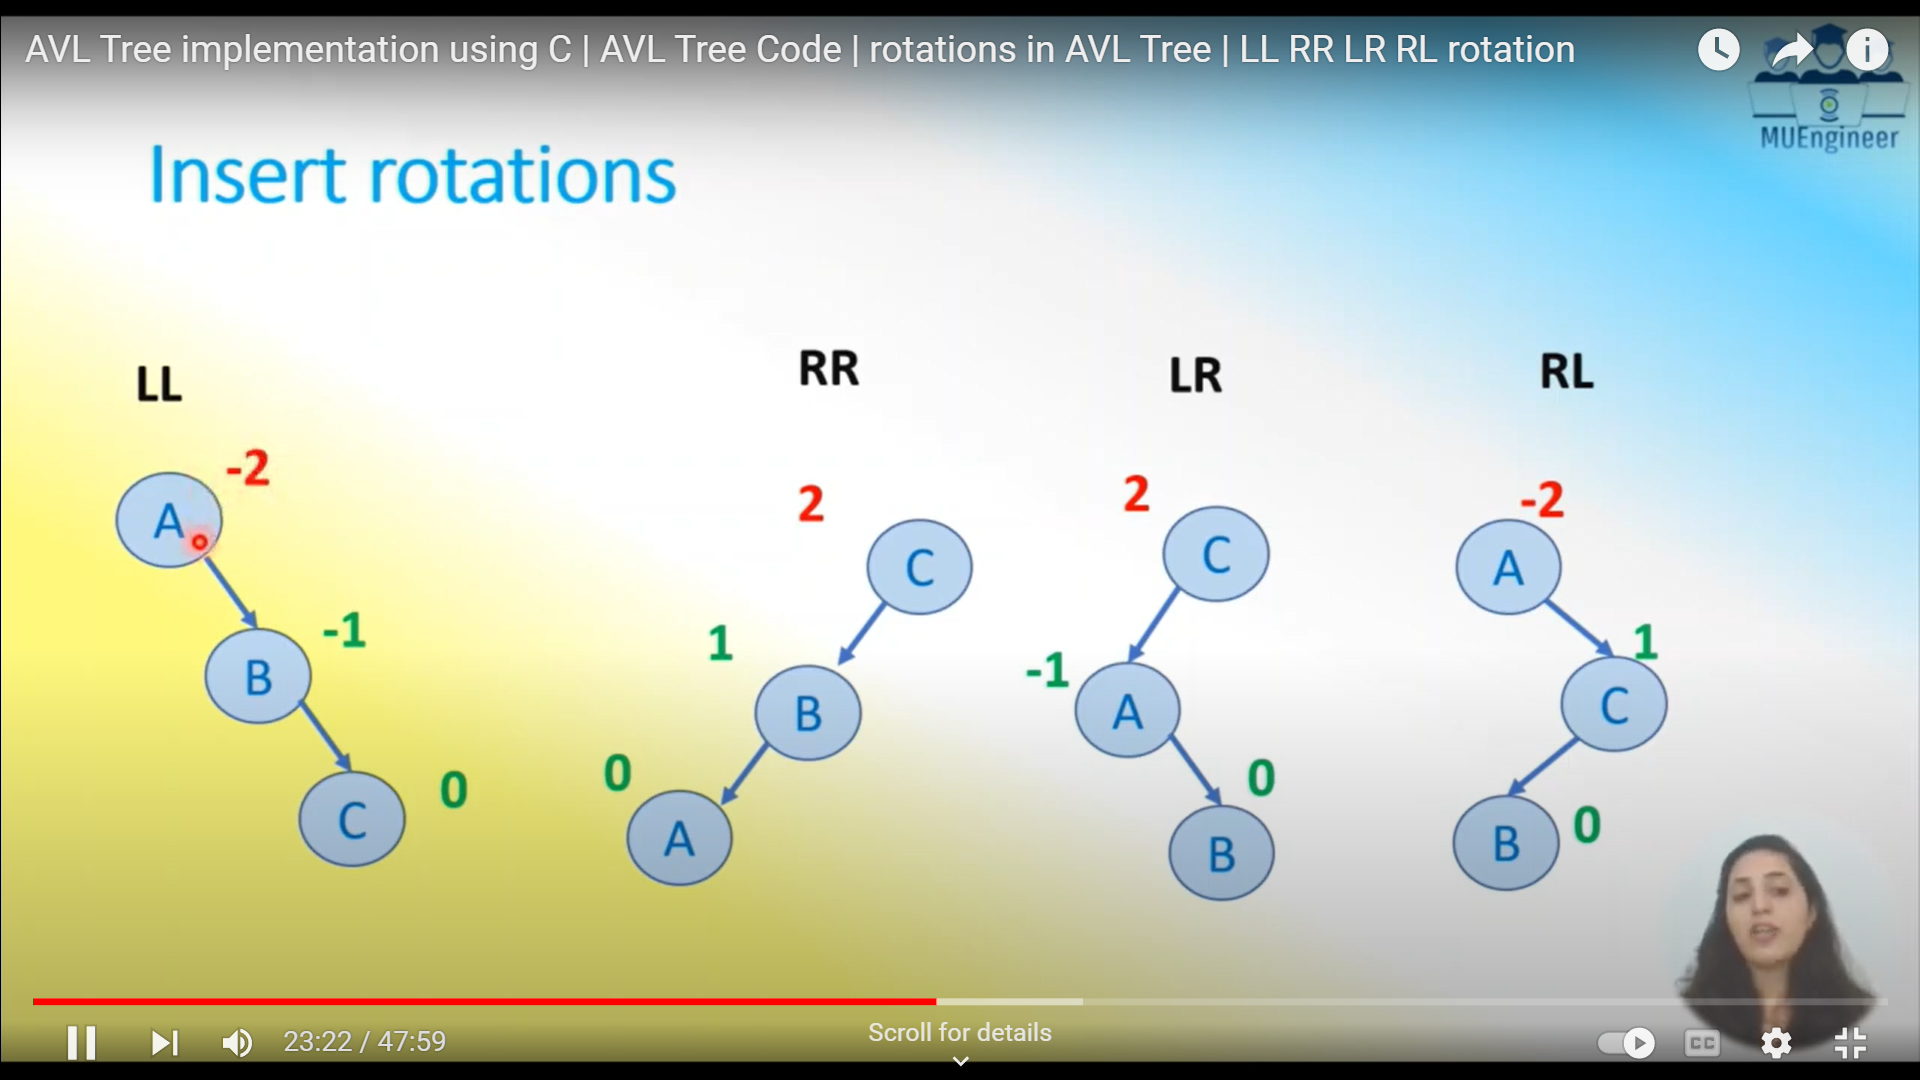 AVL Tree implementation using C | AVL Tree Code | rotations in AVL Tree | LL RR LR RL rotation
MUEngineer
Insert rotations
LL
RR
LR
RL
-2
A
-1
B
0
C
2
C
1
B
0
A
2
C
-1
A
0
B
-2
A
1
C
0
B
23:22 / 47:59
Scroll for details
CC